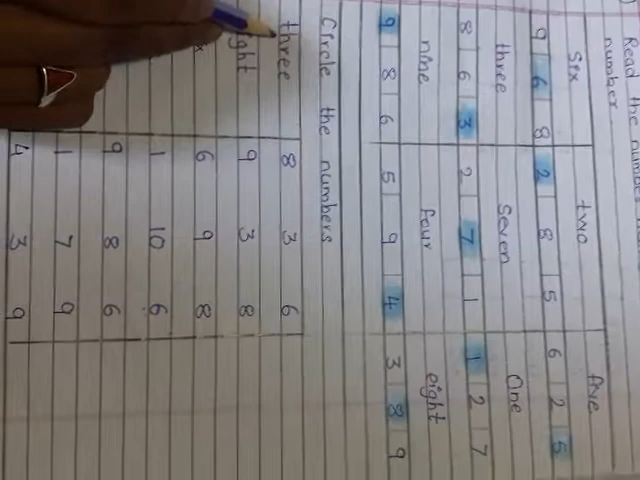 Read the number
number.
Six two five
9 6 8 2 8 5 6 2 5
three seven One
8 6 3 2 7 1 1 2 7
nine four eight
9 8 6 5 9 4 3 8 9
Circle the numbers
three 8 3 6
9 3 8
6 9 8
1 10 6
9 8 6
1 7 9
4 3 9